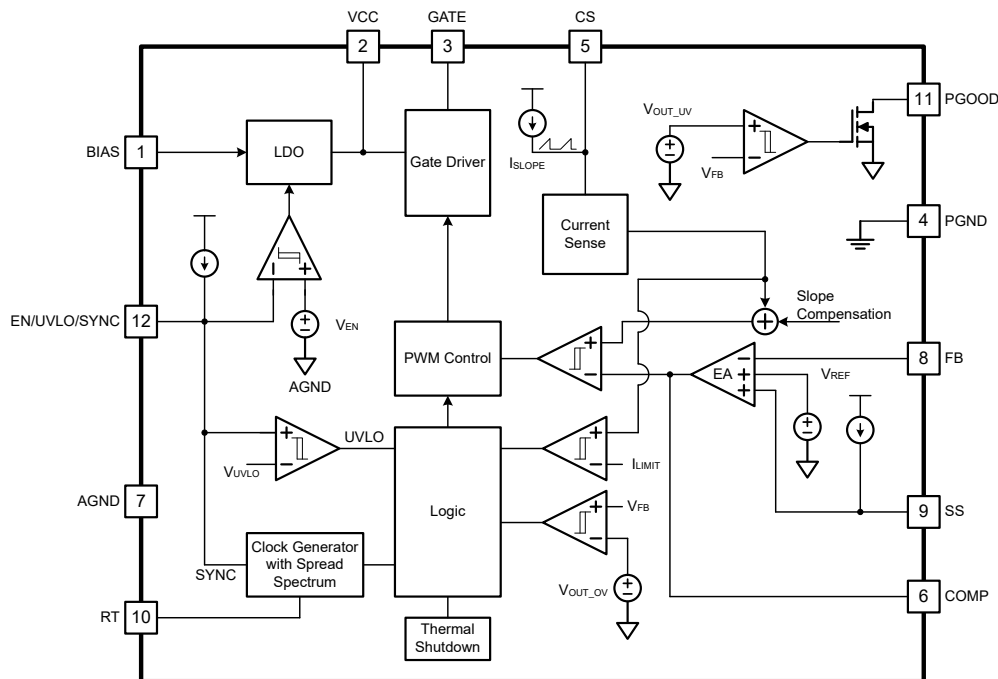 VCC
GATE
CS
2
3
5
11
PGOOD
VOUT_UV
+
−
VFB
BIAS
1
LDO
Gate Driver
ISLOPE
Current
Sense
4
PGND
EN/UVLO/SYNC
12
− +
VEN
AGND
PWM Control
+
−
+
Slope
Compensation
8
FB
EA
−
+
+
VREF
+
−
VUVLO
UVLO
Logic
+
−
ILIMIT
AGND
7
+
−
VFB
9
SS
SYNC
Clock Generator
with Spread
Spectrum
VOUT_OV
6
COMP
RT
10
Thermal
Shutdown